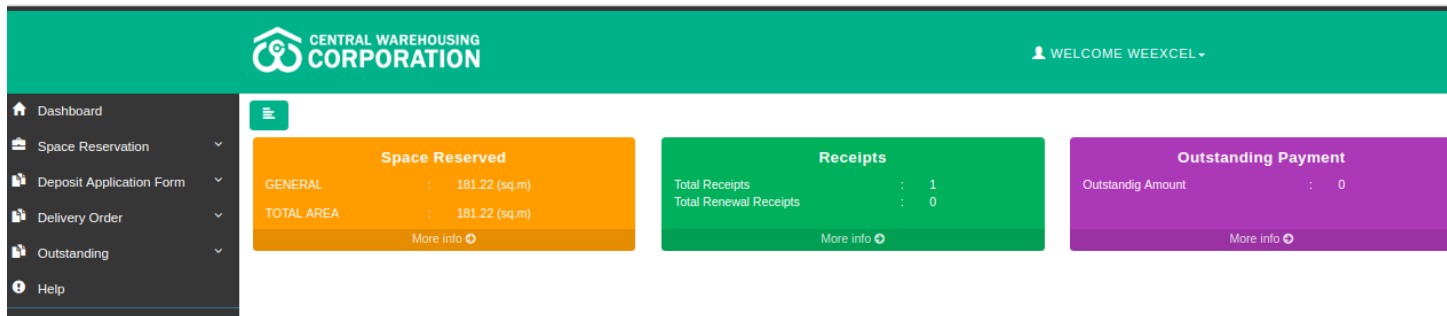 CENTRAL WAREHOUSING
CORPORATION
WELCOME WEEXCEL
Dashboard
Space Reservation
Deposit Application Form
Delivery Order
Outstanding
Help
Space Reserved
GENERAL : 181.22 (sq.m)
TOTAL AREA : 181.22 (sq.m)
More info
Receipts
Total Receipts : 1
Total Renewal Receipts : 0
More info
Outstanding Payment
Outstandig Amount : 0
More info